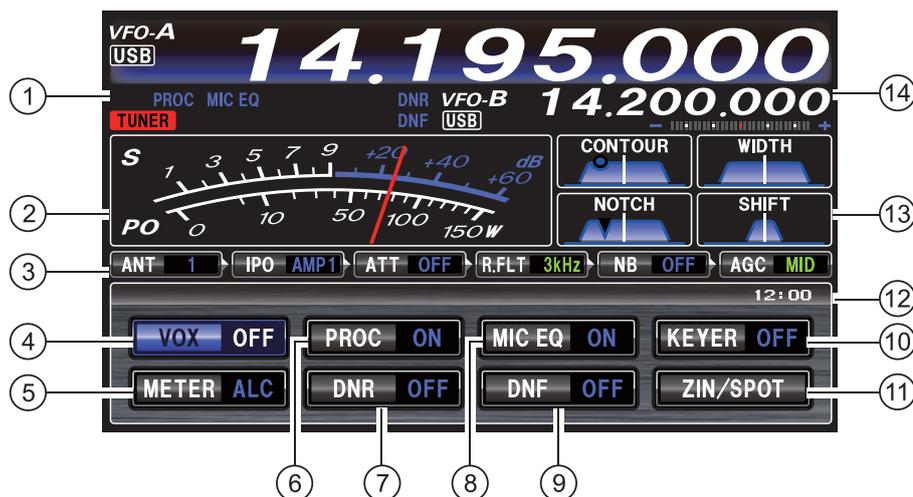 VFO-A
USB
14.195.000
PROC MIC EQ DNR VFO-B 14.200.000
TUNER DNF USB − +
S 1 3 5 7 9 +20 +40 +60 dB
PO 0 10 50 100 150 W
CONTOUR WIDTH
NOTCH SHIFT
ANT 1 IPO AMP1 ATT OFF R.FLT 3kHz NB OFF AGC MID
12:00
VOX OFF PROC ON MIC EQ ON KEYER OFF
METER ALC DNR OFF DNF OFF ZIN/SPOT
1
2
3
4
5
6
7
8
9
10
11
12
13
14